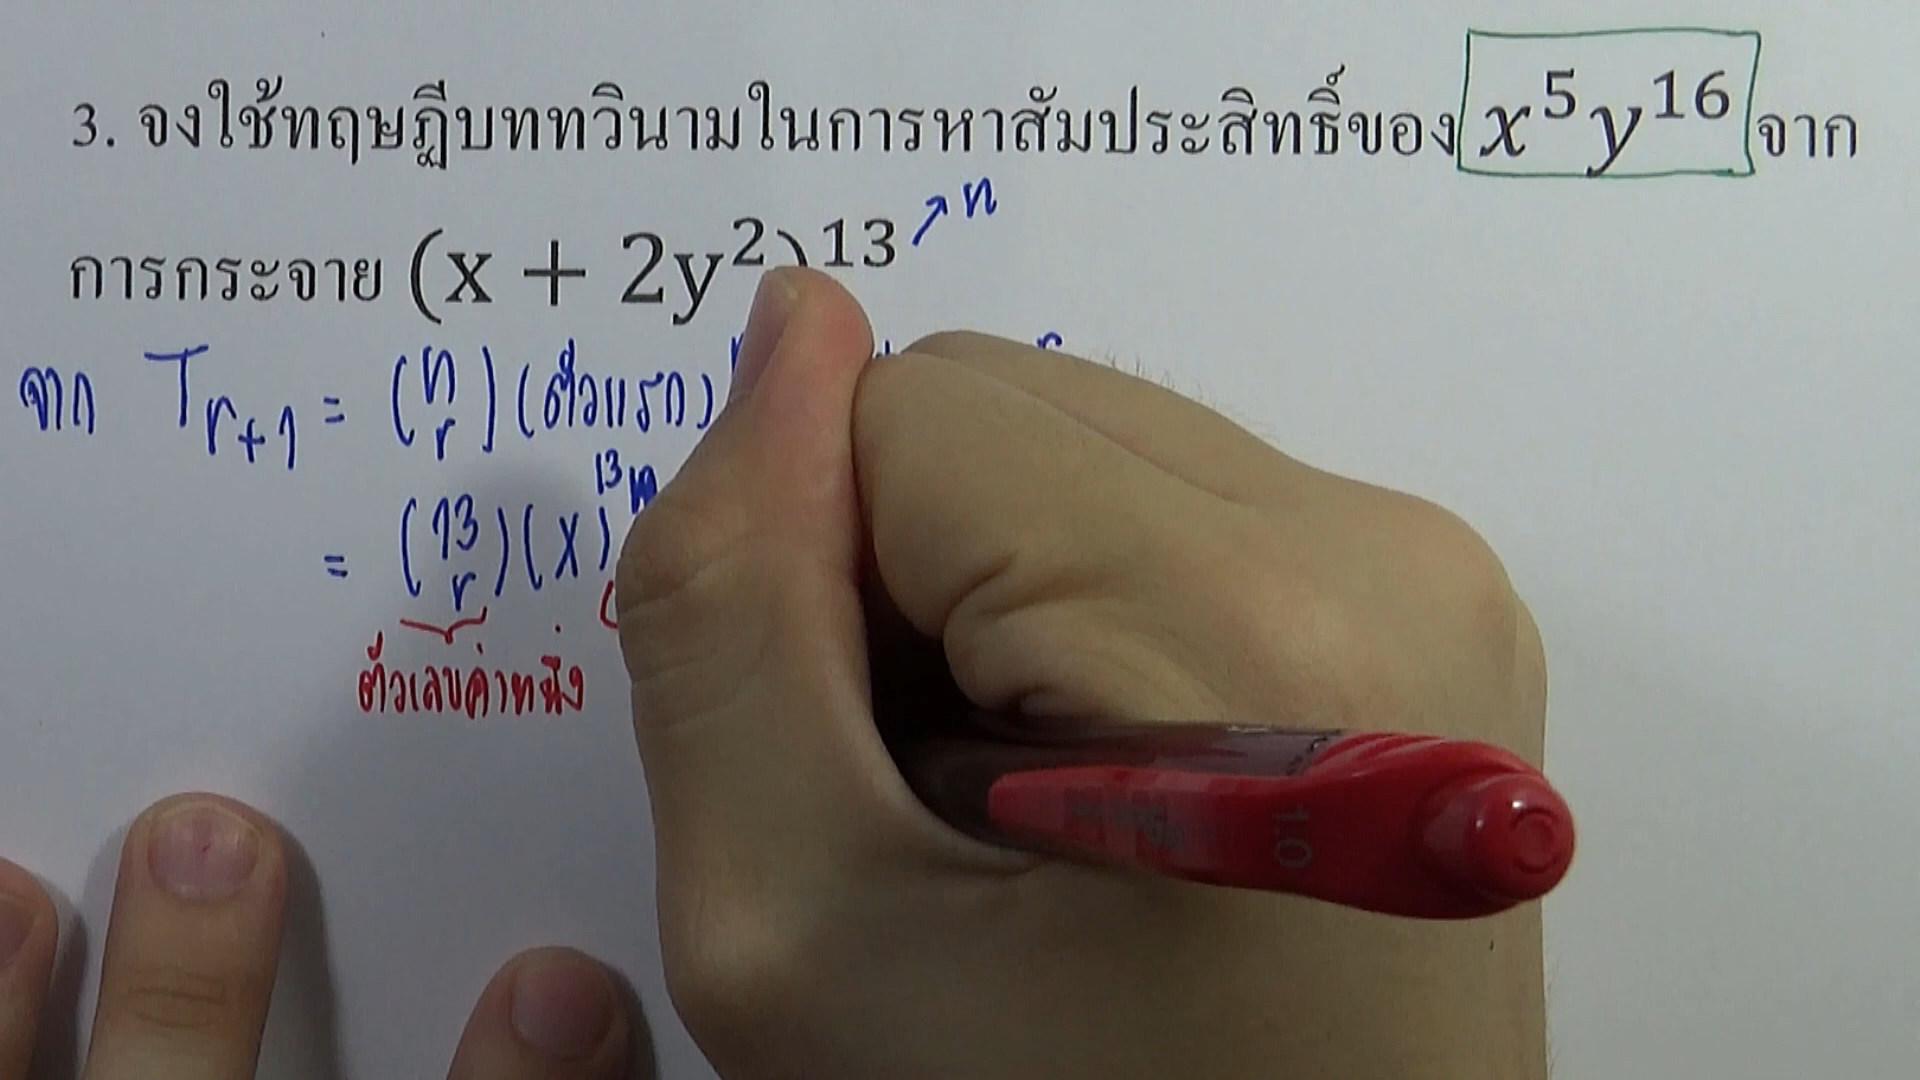 3. จงใช้ทฤษฎีบททวินามในการหาสัมประสิทธิ์ของ x⁵y¹⁶ จาก
การกระจาย (x + 2y²)¹³ ↗ n
จาก T_{r+1} = (n r) (ตัวแรก)
= (13 r) (x)¹³
ตัวเลขค่าหนึ่ง
1.0